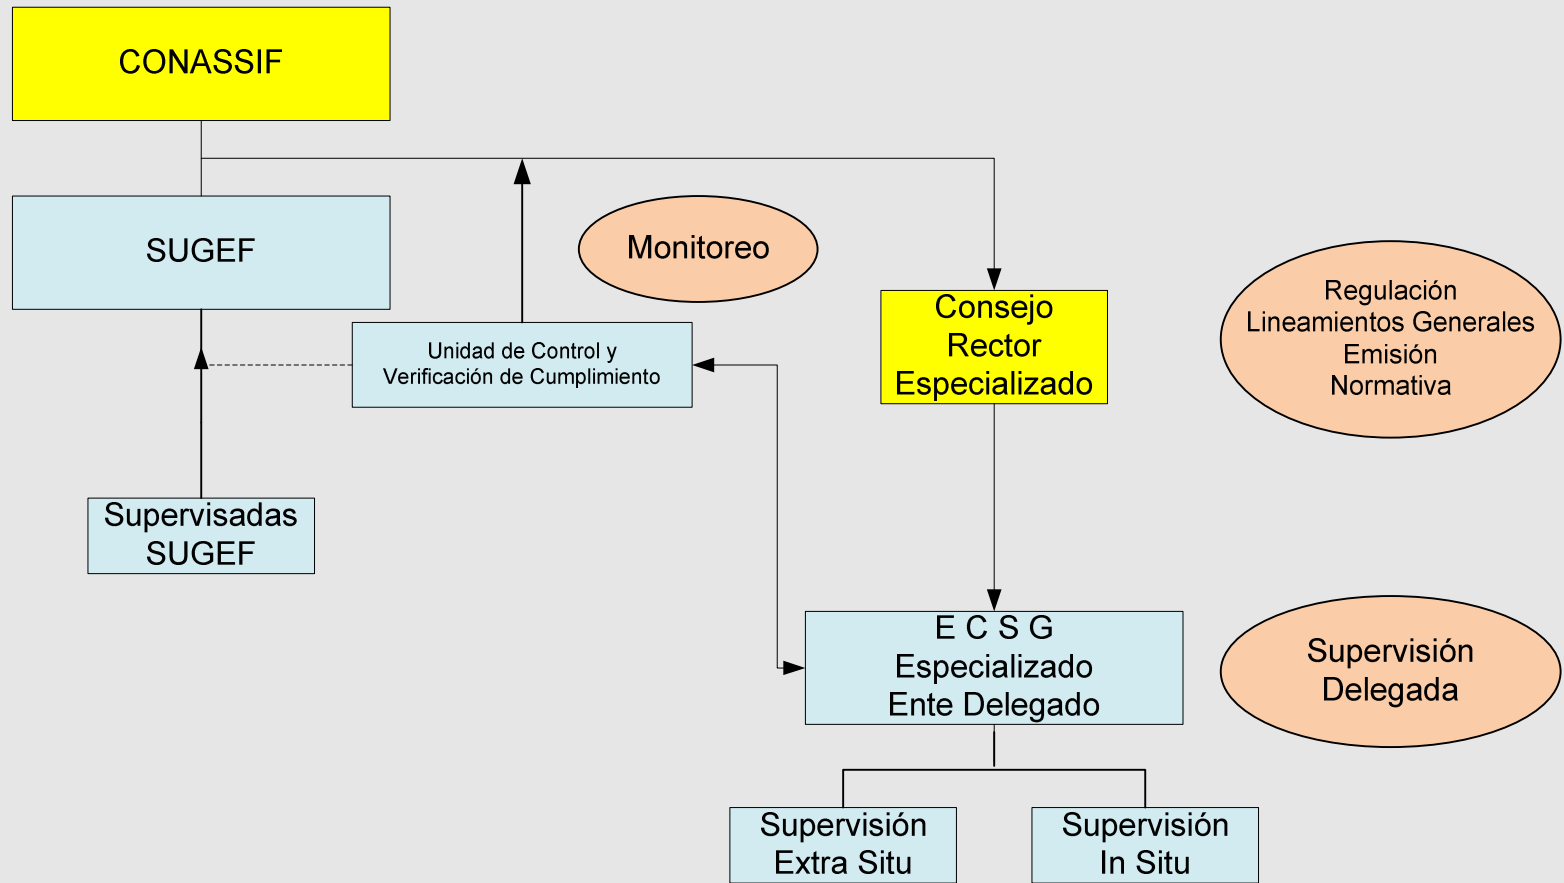 CONASSIF
SUGEF
Monitoreo
Unidad de Control y
Verificación de Cumplimiento
Consejo
Rector
Especializado
Regulación
Lineamientos Generales
Emisión
Normativa
Supervisadas
SUGEF
E C S G
Especializado
Ente Delegado
Supervisión
Delegada
Supervisión
Extra Situ
Supervisión
In Situ